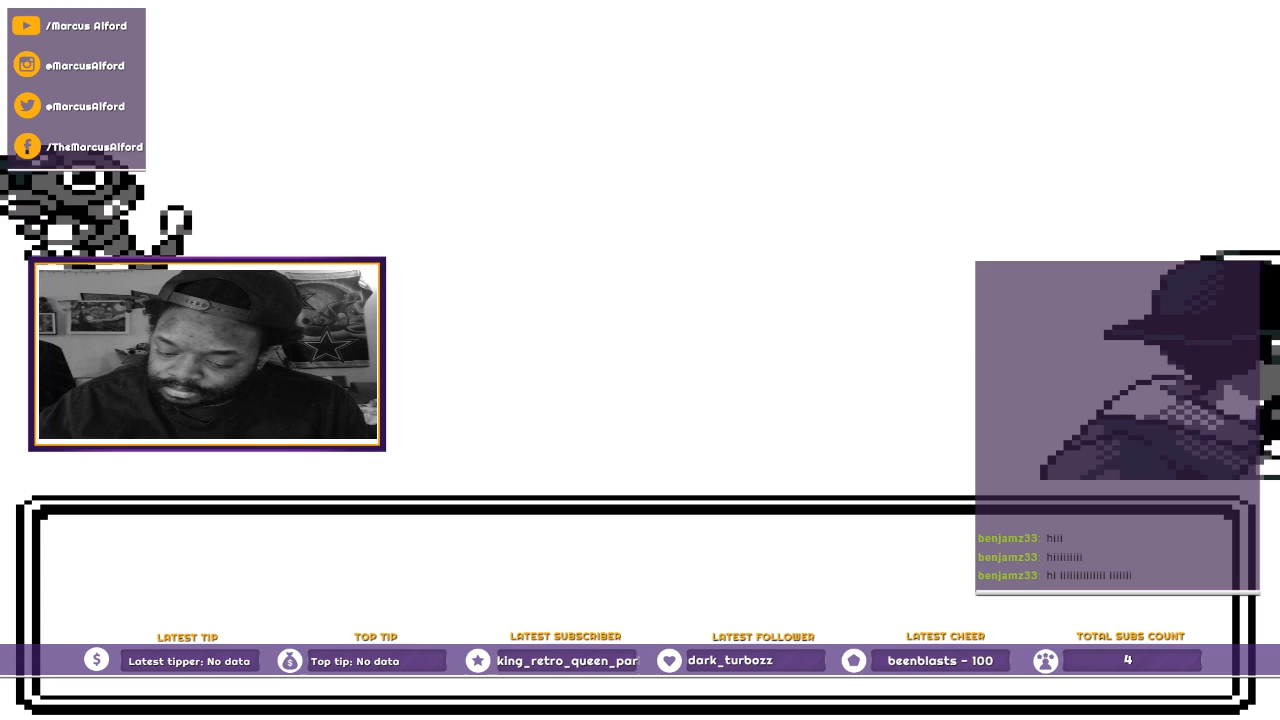 /Marcus Alford
@MarcusAlford
@MarcusAlford
/TheMarcusAlford
benjamz33: hiii
benjamz33: hiiiiiiiii
benjamz33: hi iiiiiiiiiiiiii iiiiiii
LATEST TIP TOP TIP LATEST SUBSCRIBER LATEST FOLLOWER LATEST CHEER TOTAL SUBS COUNT
Latest tipper: No data Top tip: No data king_retro_queen_par dark_turbozz beenblasts - 100 4